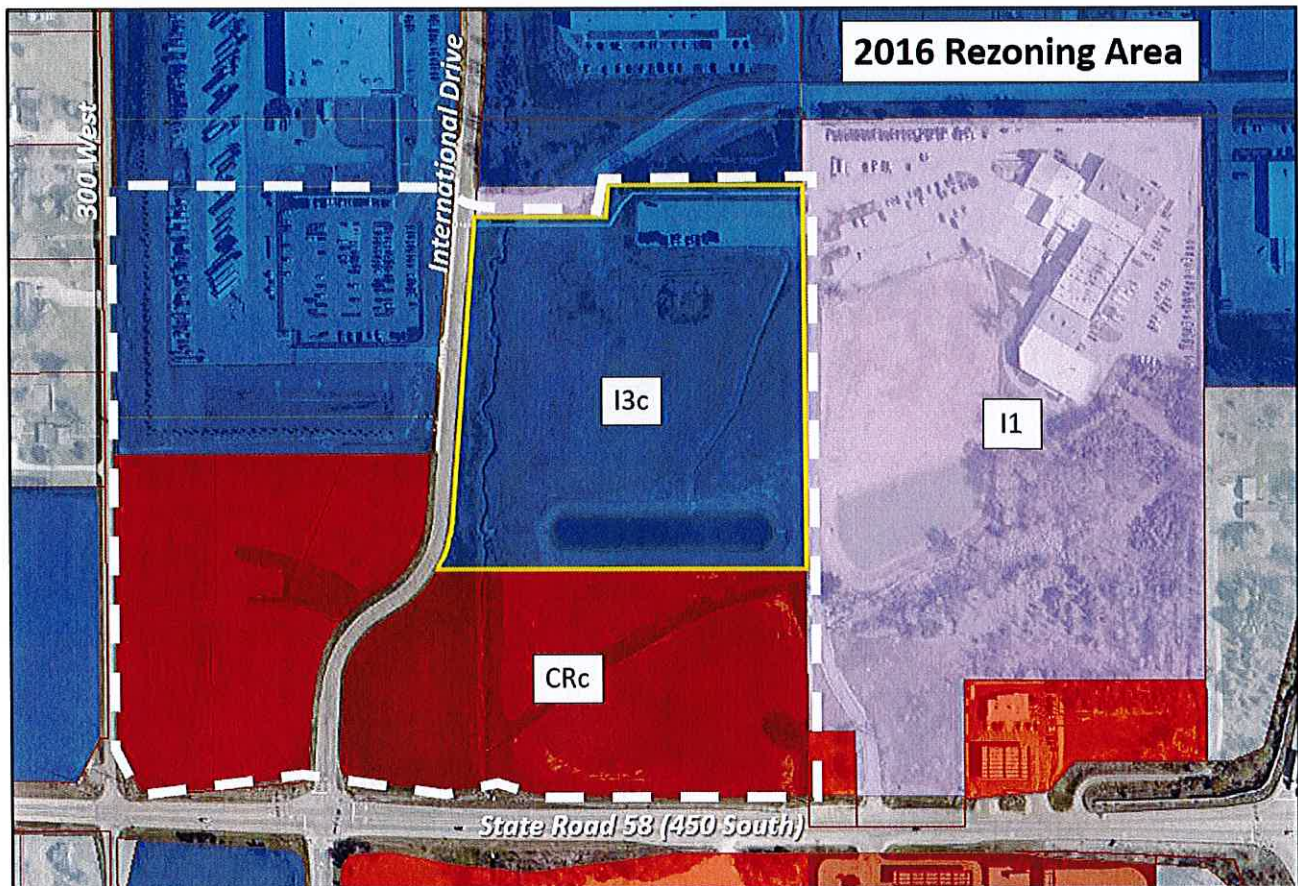 2016 Rezoning Area
300 West
International Drive
I3c
I1
CRc
State Road 58 (450 South)